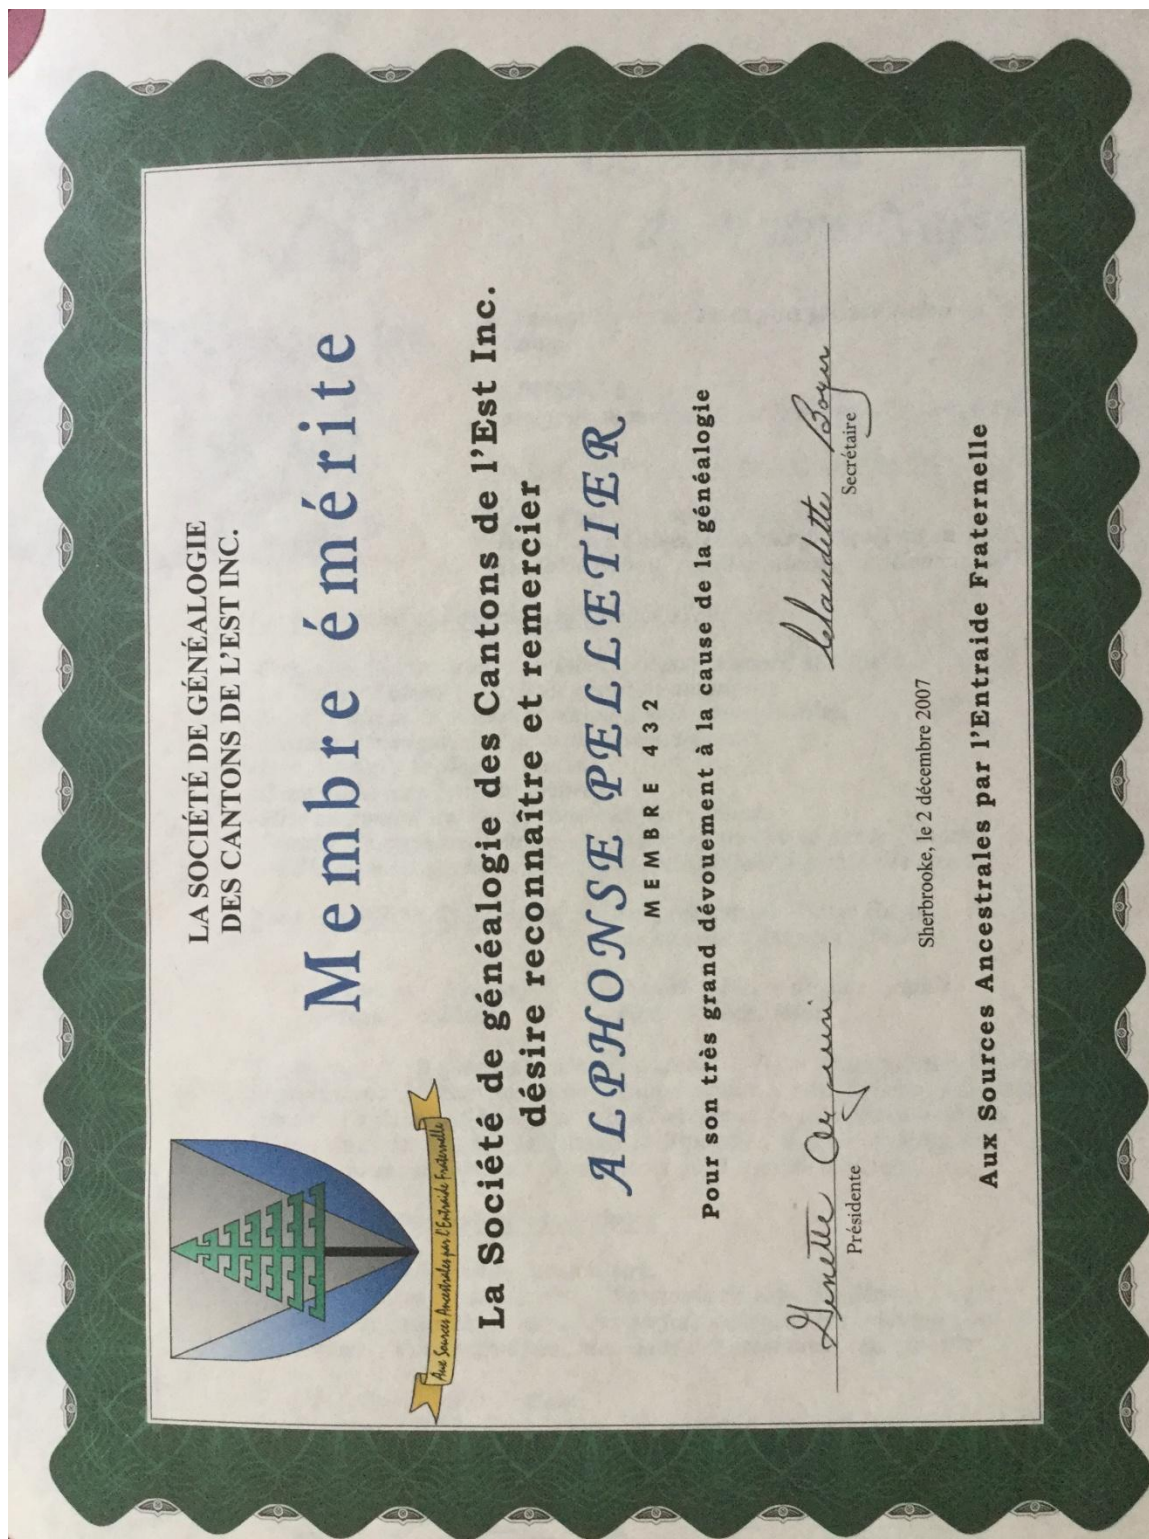 LA SOCIÉTÉ DE GÉNÉALOGIE
DES CANTONS DE L'EST INC.
Membre émérite
Aux Sources Ancestrales par l'Entraide Fraternelle
La Société de généalogie des Cantons de l'Est Inc.
désire reconnaître et remercier
ALPHONSE PELLETIER
MEMBRE 432
Pour son très grand dévouement à la cause de la généalogie
Ginette Arguini Claudette Boyer
Présidente Secrétaire
Sherbrooke, le 2 décembre 2007
Aux Sources Ancestrales par l'Entraide Fraternelle